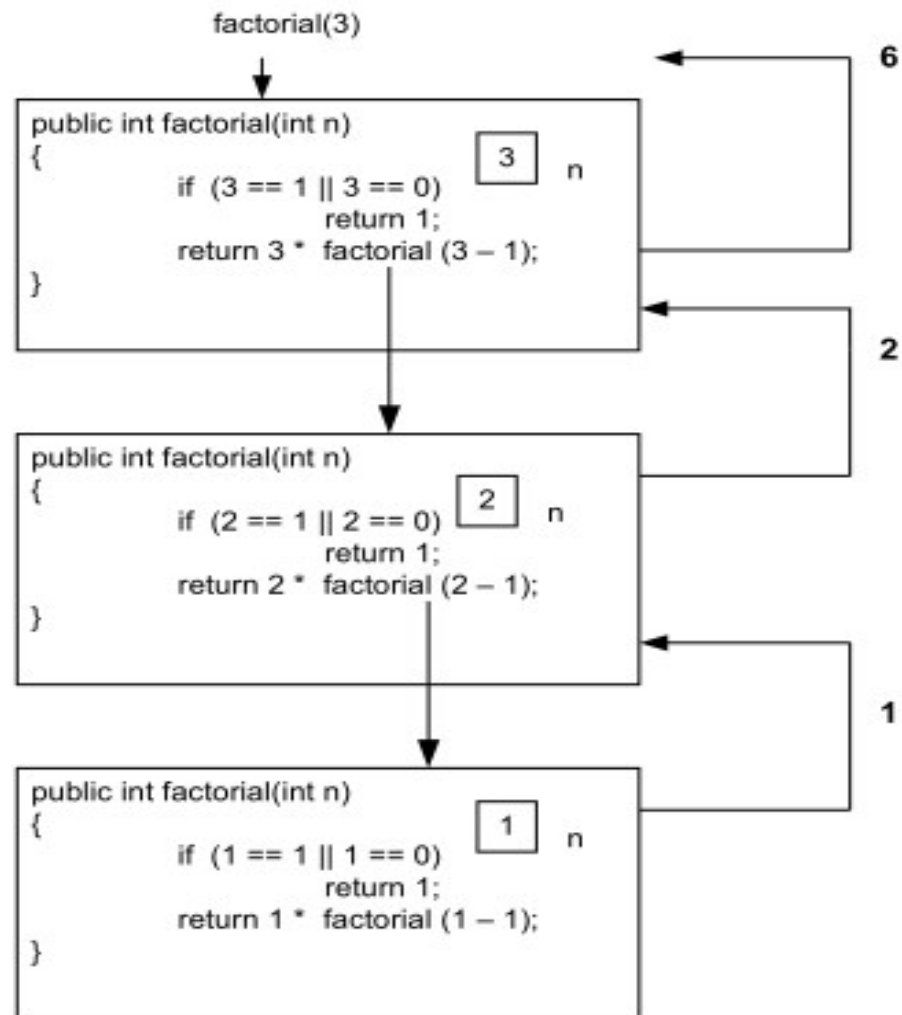 factorial(3)
6
public int factorial(int n)
{
3
n
if (3 == 1 || 3 == 0)
return 1;
return 3 * factorial (3 – 1);
}
2
public int factorial(int n)
{
2
n
if (2 == 1 || 2 == 0)
return 1;
return 2 * factorial (2 – 1);
}
1
public int factorial(int n)
{
1
n
if (1 == 1 || 1 == 0)
return 1;
return 1 * factorial (1 – 1);
}